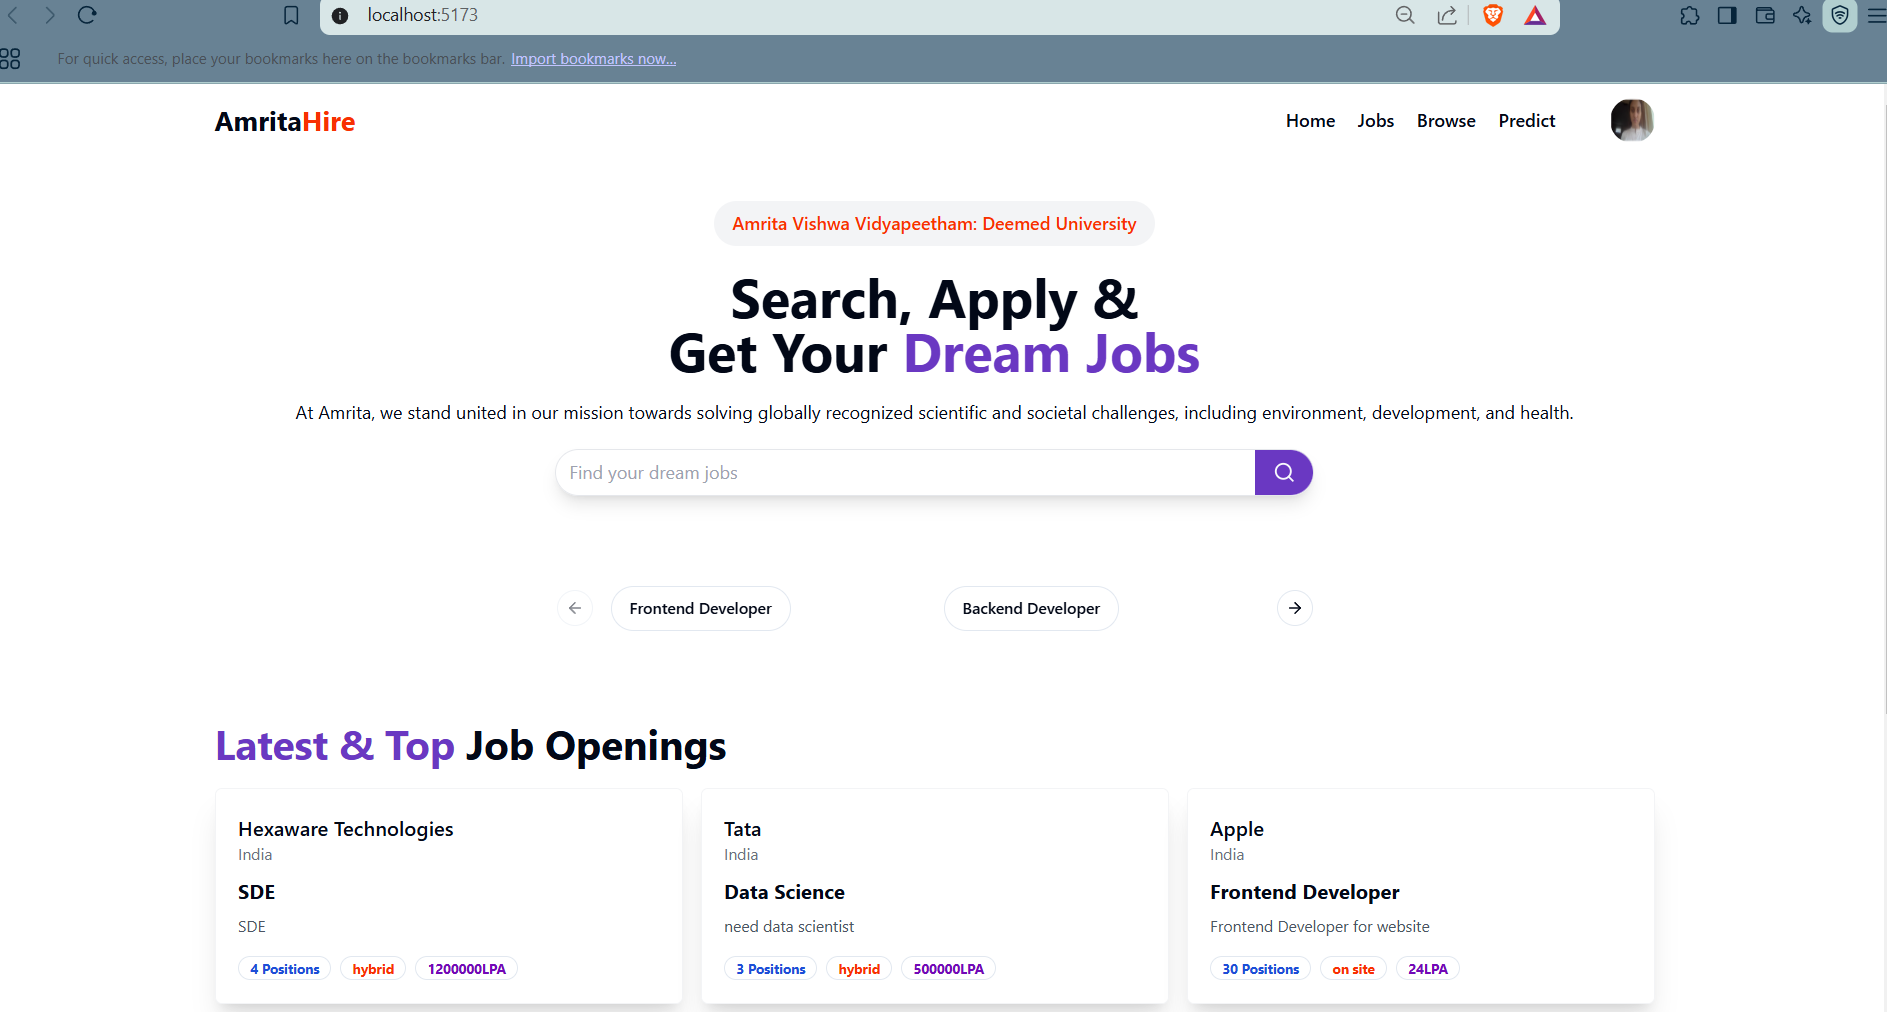 localhost:5173
For quick access, place your bookmarks here on the bookmarks bar. Import bookmarks now...
AmritaHire
Home Jobs Browse Predict
Amrita Vishwa Vidyapeetham: Deemed University
Search, Apply &
Get Your Dream Jobs
At Amrita, we stand united in our mission towards solving globally recognized scientific and societal challenges, including environment, development, and health.
Find your dream jobs
Frontend Developer Backend Developer
Latest & Top Job Openings
Hexaware Technologies
India
SDE
SDE
4 Positions hybrid 1200000LPA
Tata
India
Data Science
need data scientist
3 Positions hybrid 500000LPA
Apple
India
Frontend Developer
Frontend Developer for website
30 Positions on site 24LPA